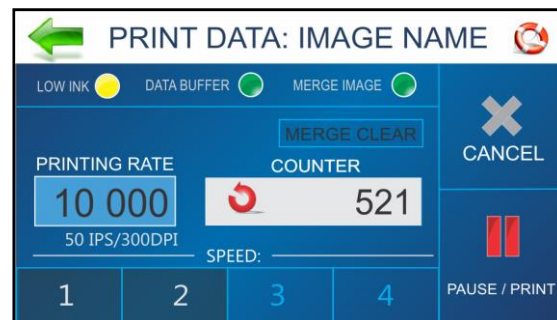 PRINT DATA: IMAGE NAME
LOW INK DATA BUFFER MERGE IMAGE
MERGE CLEAR
CANCEL
PRINTING RATE COUNTER
10 000 521
50 IPS/300DPI
SPEED:
1 2 3 4
PAUSE / PRINT